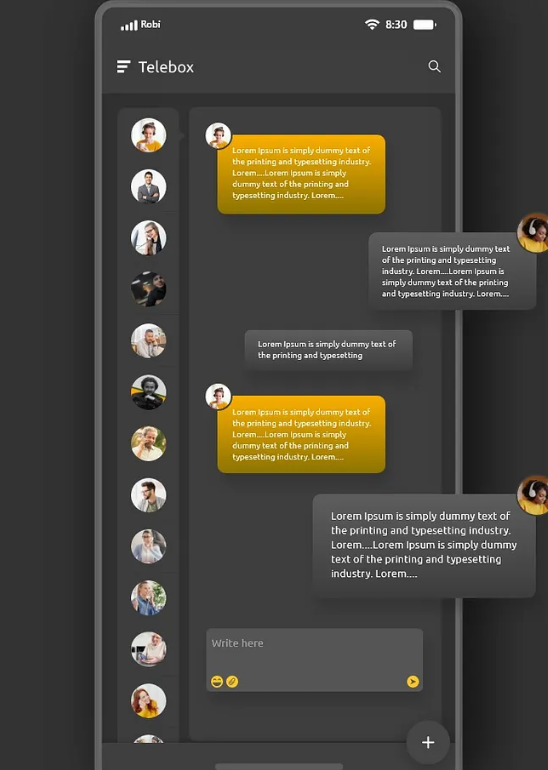 Robi 8:30
Telebox
Lorem Ipsum is simply dummy text of
the printing and typesetting industry.
Lorem....Lorem Ipsum is simply
dummy text of the printing and
typesetting industry. Lorem....
Lorem Ipsum is simply dummy text
of the printing and typesetting
industry. Lorem....Lorem Ipsum is
simply dummy text of the printing
and typesetting industry. Lorem....
Lorem Ipsum is simply dummy text of
the printing and typesetting
Lorem Ipsum is simply dummy text of
the printing and typesetting industry.
Lorem....Lorem Ipsum is simply
dummy text of the printing and
typesetting industry. Lorem....
Lorem Ipsum is simply dummy text of
the printing and typesetting industry.
Lorem....Lorem Ipsum is simply dummy
text of the printing and typesetting
industry. Lorem....
Write here